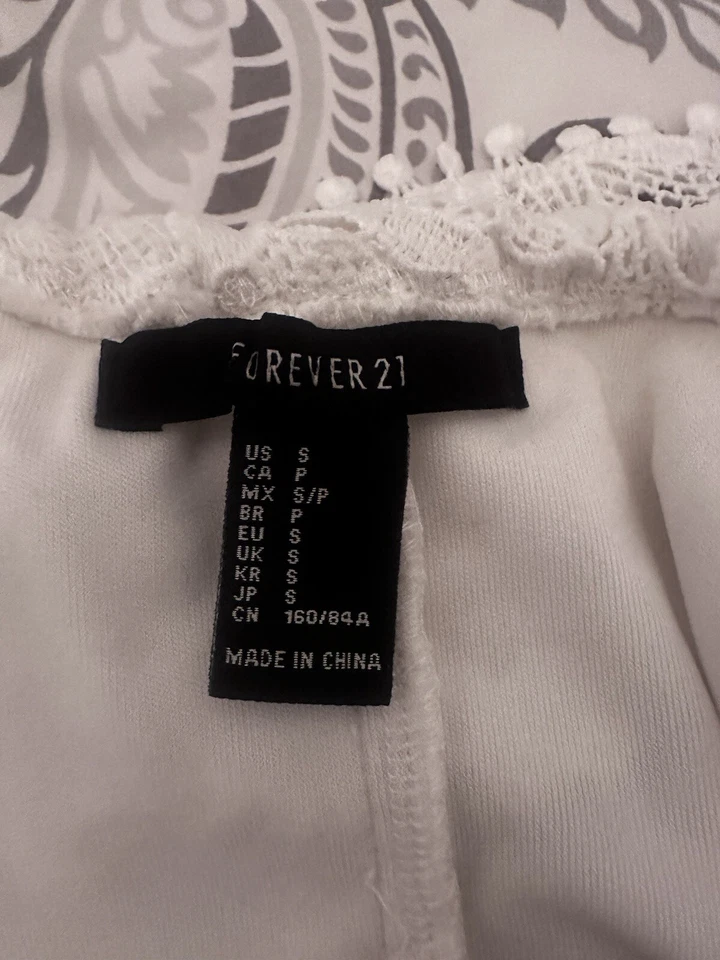 FOREVER 21
US S
CA P
MX S/P
BR P
EU S
UK S
KR S
JP S
CN 160/84A
MADE IN CHINA